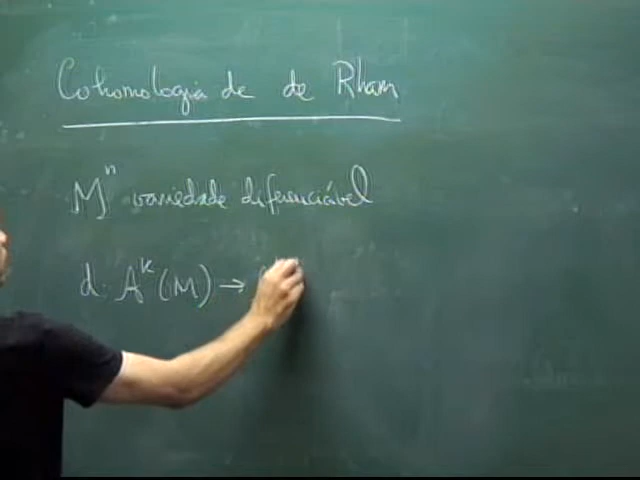 Cohomologia de de Rham
Mⁿ variedade diferenciável
d: Aᵏ(M) →